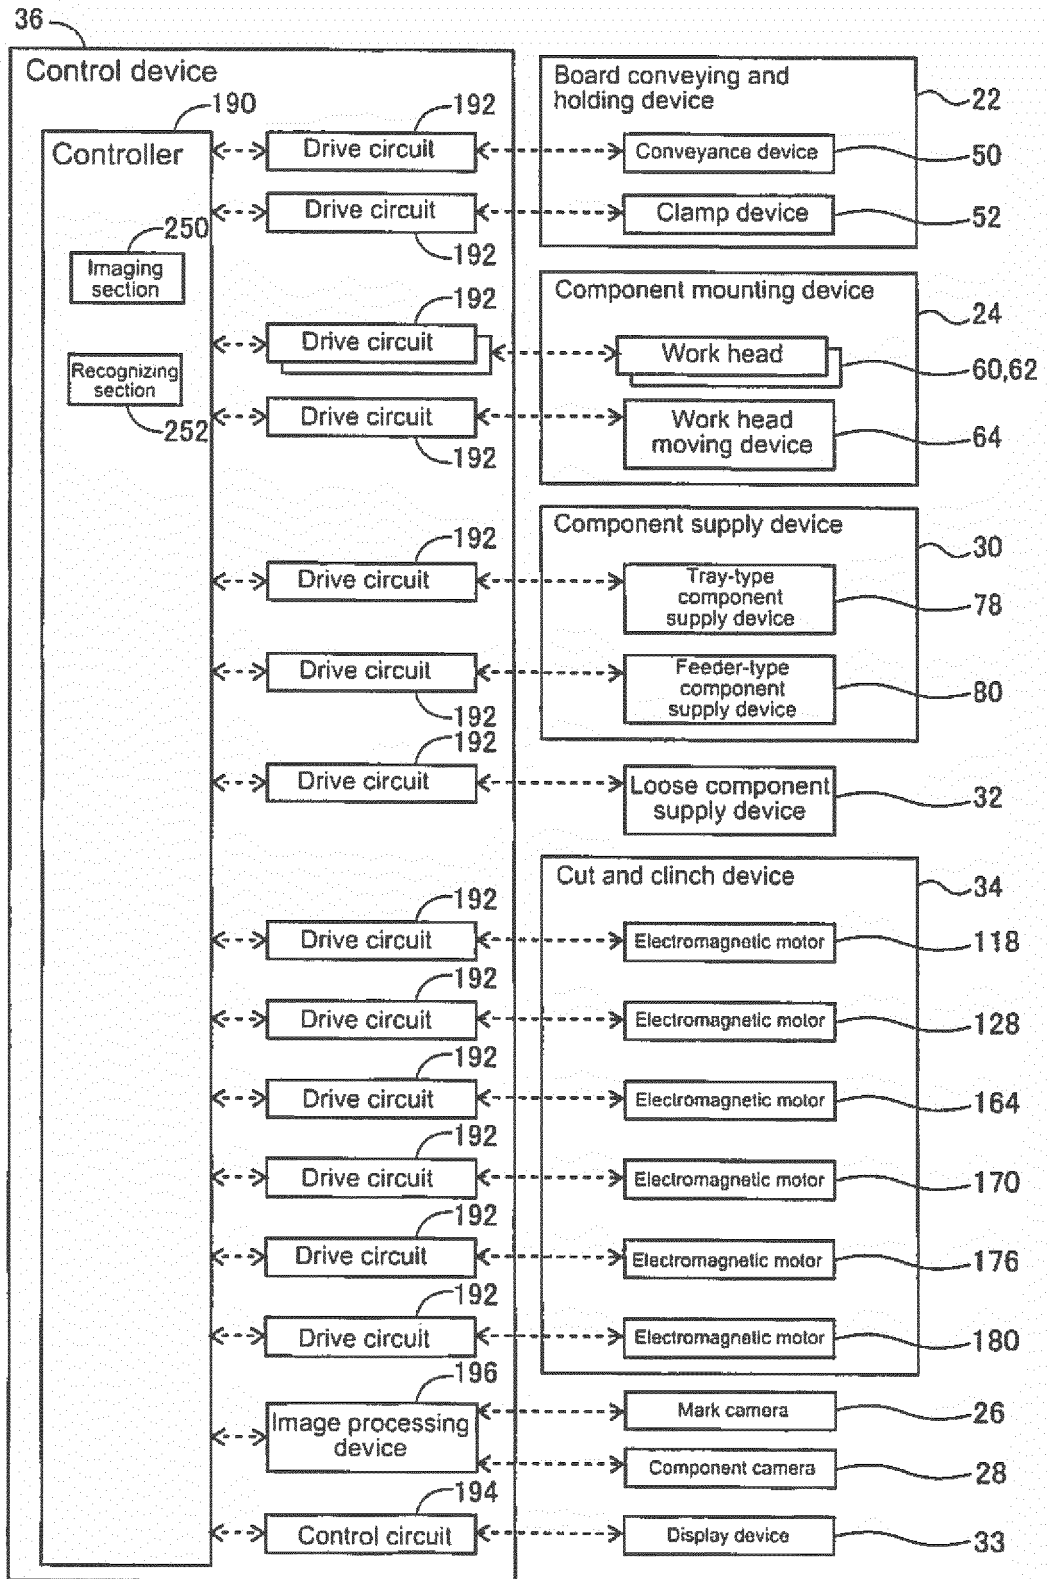 36
Control device
190
Controller
250
Imaging
section
Recognizing
section
252
192
Drive circuit
Drive circuit
192
192
Drive circuit
Drive circuit
192
192
Drive circuit
Drive circuit
192
192
Drive circuit
192
Drive circuit
192
Drive circuit
192
Drive circuit
192
Drive circuit
192
Drive circuit
192
Drive circuit
196
Image processing
device
194
Control circuit
Board conveying and
holding device
22
Conveyance device
50
Clamp device
52
Component mounting device
24
Work head
60,62
Work head
moving device
64
Component supply device
30
Tray-type
component
supply device
78
Feeder-type
component
supply device
80
Loose component
supply device
32
Cut and clinch device
34
Electromagnetic motor
118
Electromagnetic motor
128
Electromagnetic motor
164
Electromagnetic motor
170
Electromagnetic motor
176
Electromagnetic motor
180
Mark camera
26
Component camera
28
Display device
33